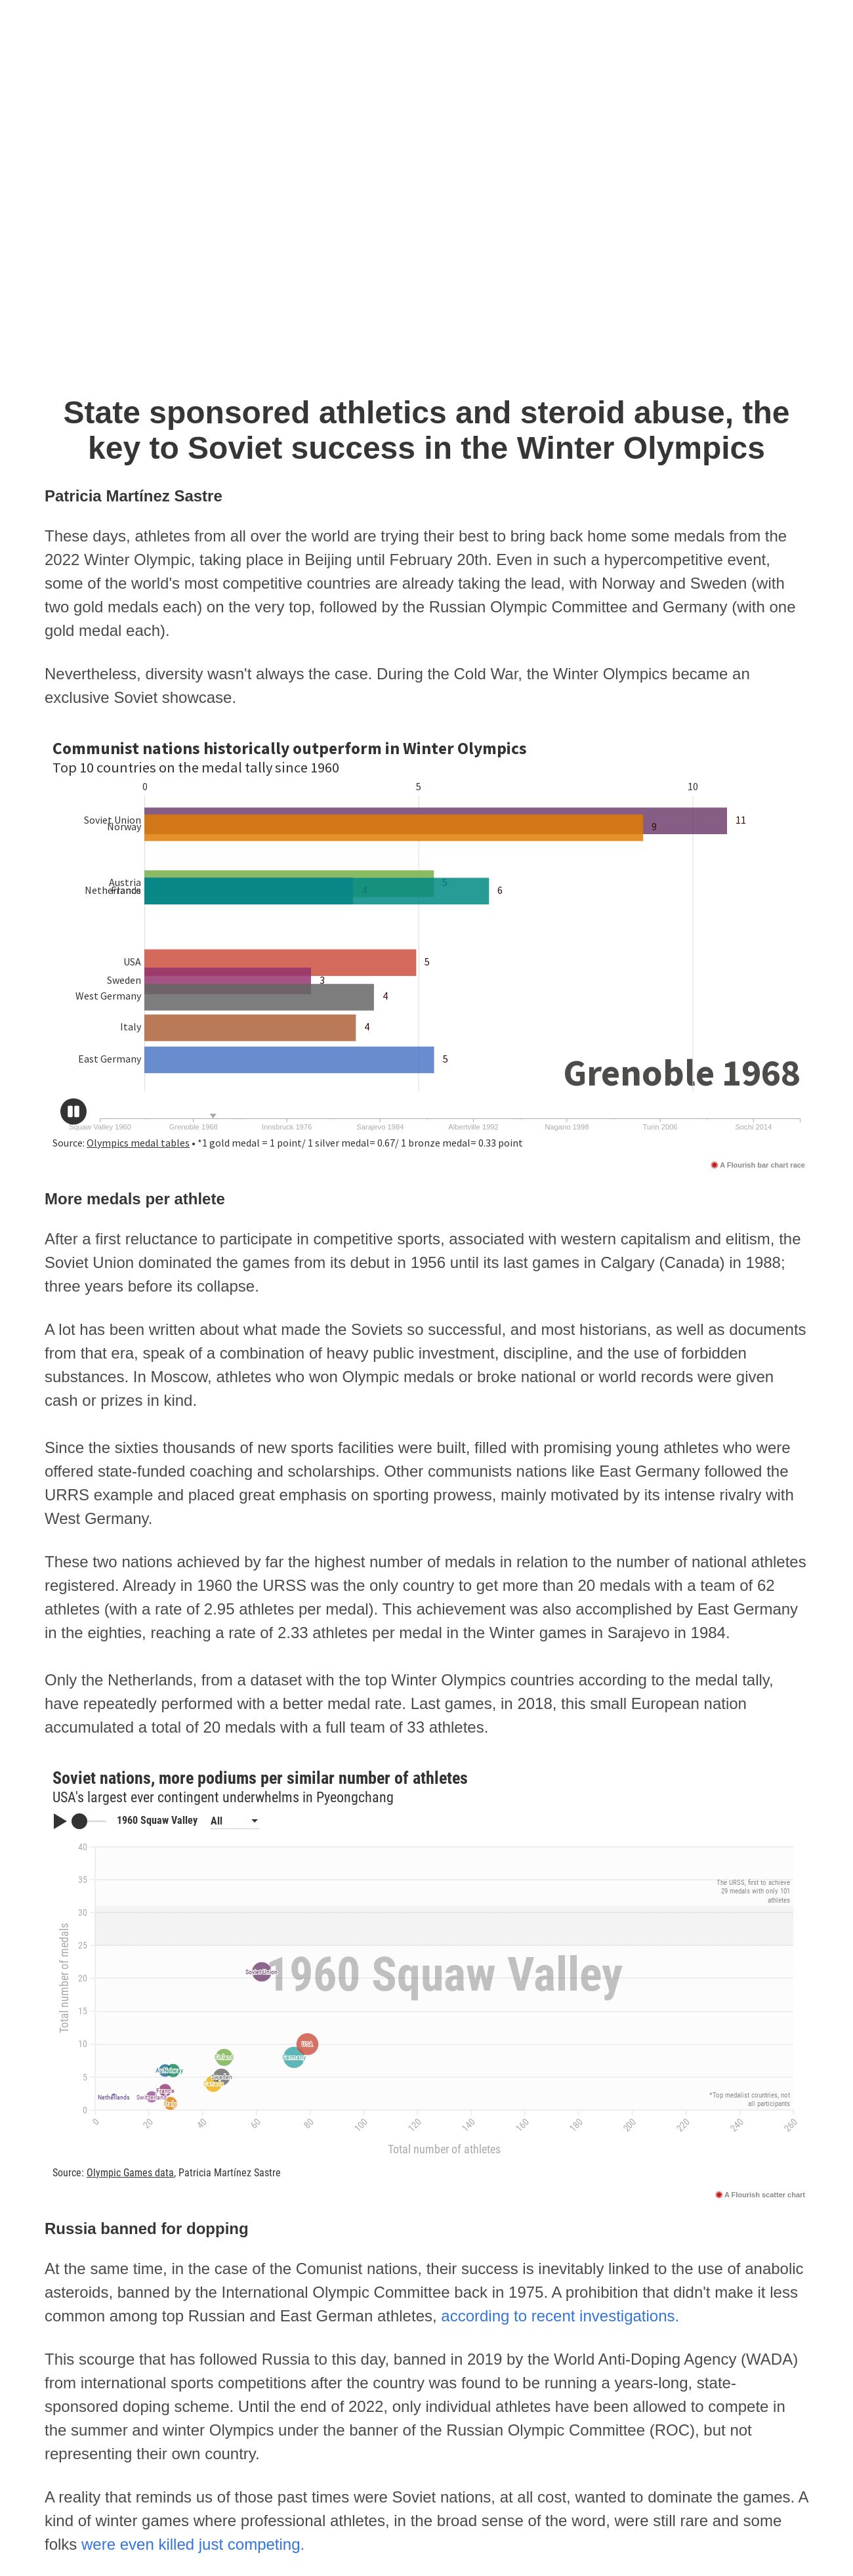 State sponsored athletics and steroid abuse, the
key to Soviet success in the Winter Olympics
Patricia Martínez Sastre
These days, athletes from all over the world are trying their best to bring back home some medals from the
2022 Winter Olympic, taking place in Beijing until February 20th. Even in such a hypercompetitive event,
some of the world's most competitive countries are already taking the lead, with Norway and Sweden (with
two gold medals each) on the very top, followed by the Russian Olympic Committee and Germany (with one
gold medal each).
Nevertheless, diversity wasn't always the case. During the Cold War, the Winter Olympics became an
exclusive Soviet showcase.
Communist nations historically outperform in Winter Olympics
Top 10 countries on the medal tally since 1960
0 5 10
Soviet Union 11
Norway 9
Austria 5
Netherlands 6
France 4
USA 5
Sweden 3
West Germany 4
Italy 4
East Germany 5
Grenoble 1968
Squaw Valley 1960 Grenoble 1968 Innsbruck 1976 Sarajevo 1984 Albertville 1992 Nagano 1998 Turin 2006 Sochi 2014
Source: Olympics medal tables • *1 gold medal = 1 point/ 1 silver medal= 0.67/ 1 bronze medal= 0.33 point
A Flourish bar chart race
More medals per athlete
After a first reluctance to participate in competitive sports, associated with western capitalism and elitism, the
Soviet Union dominated the games from its debut in 1956 until its last games in Calgary (Canada) in 1988;
three years before its collapse.
A lot has been written about what made the Soviets so successful, and most historians, as well as documents
from that era, speak of a combination of heavy public investment, discipline, and the use of forbidden
substances. In Moscow, athletes who won Olympic medals or broke national or world records were given
cash or prizes in kind.
Since the sixties thousands of new sports facilities were built, filled with promising young athletes who were
offered state-funded coaching and scholarships. Other communists nations like East Germany followed the
URRS example and placed great emphasis on sporting prowess, mainly motivated by its intense rivalry with
West Germany.
These two nations achieved by far the highest number of medals in relation to the number of national athletes
registered. Already in 1960 the URSS was the only country to get more than 20 medals with a team of 62
athletes (with a rate of 2.95 athletes per medal). This achievement was also accomplished by East Germany
in the eighties, reaching a rate of 2.33 athletes per medal in the Winter games in Sarajevo in 1984.
Only the Netherlands, from a dataset with the top Winter Olympics countries according to the medal tally,
have repeatedly performed with a better medal rate. Last games, in 2018, this small European nation
accumulated a total of 20 medals with a full team of 33 athletes.
Soviet nations, more podiums per similar number of athletes
USA's largest ever contingent underwhelms in Pyeongchang
1960 Squaw Valley All
40
35
The URSS, first to achieve
29 medals with only 101
athletes
30
25
1960 Squaw Valley
Soviet Union
20
Total number of medals
15
10
USA
Germany
5
Norway
Sweden
France
Netherlands
Switzerland
Italy
*Top medalist countries, not
all participants
0
0 20 40 60 80 100 120 140 160 180 200 220 240 260
Total number of athletes
Source: Olympic Games data, Patricia Martínez Sastre
A Flourish scatter chart
Russia banned for dopping
At the same time, in the case of the Comunist nations, their success is inevitably linked to the use of anabolic
asteroids, banned by the International Olympic Committee back in 1975. A prohibition that didn't make it less
common among top Russian and East German athletes, according to recent investigations.
This scourge that has followed Russia to this day, banned in 2019 by the World Anti-Doping Agency (WADA)
from international sports competitions after the country was found to be running a years-long, state-
sponsored doping scheme. Until the end of 2022, only individual athletes have been allowed to compete in
the summer and winter Olympics under the banner of the Russian Olympic Committee (ROC), but not
representing their own country.
A reality that reminds us of those past times were Soviet nations, at all cost, wanted to dominate the games. A
kind of winter games where professional athletes, in the broad sense of the word, were still rare and some
folks were even killed just competing.